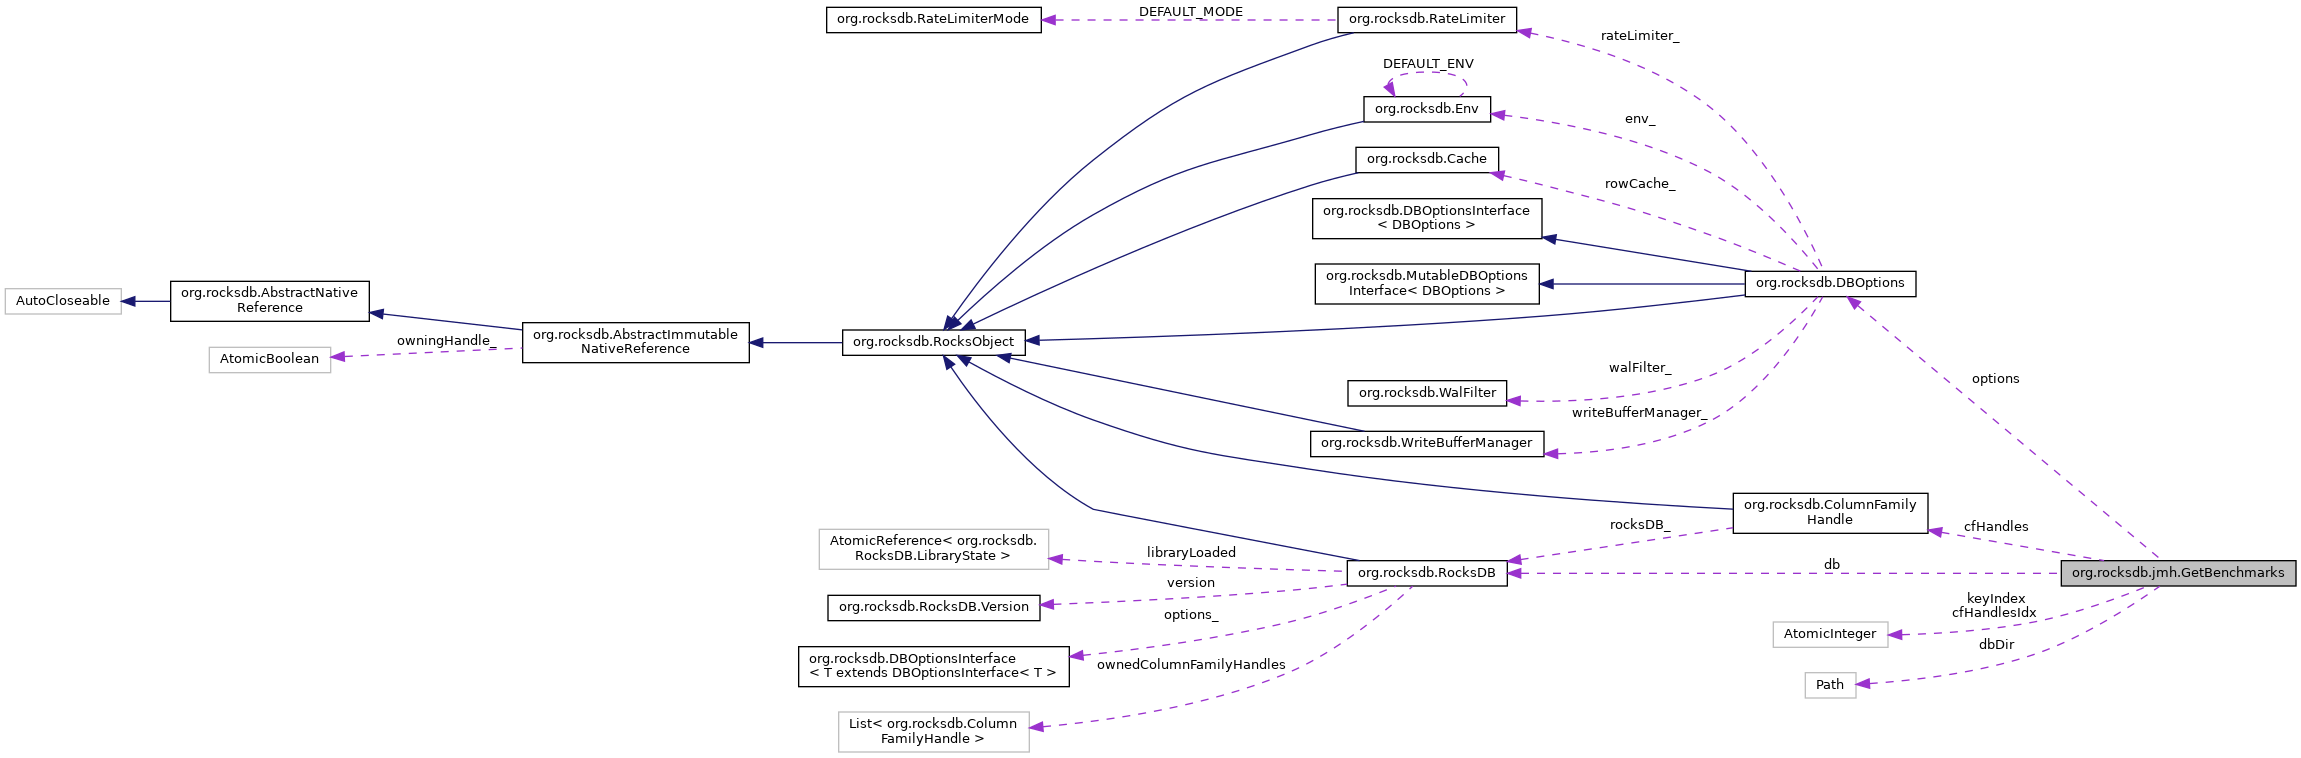 org.rocksdb.RateLimiterMode
DEFAULT_MODE
org.rocksdb.RateLimiter
rateLimiter_
DEFAULT_ENV
org.rocksdb.Env
env_
org.rocksdb.Cache
rowCache_
org.rocksdb.DBOptionsInterface
< DBOptions >
org.rocksdb.MutableDBOptions
Interface< DBOptions >
org.rocksdb.DBOptions
AutoCloseable
org.rocksdb.AbstractNative
Reference
owningHandle_
AtomicBoolean
org.rocksdb.AbstractImmutable
NativeReference
org.rocksdb.RocksObject
walFilter_
options
org.rocksdb.WalFilter
writeBufferManager_
org.rocksdb.WriteBufferManager
org.rocksdb.ColumnFamily
Handle
rocksDB_
cfHandles
AtomicReference< org.rocksdb.
RocksDB.LibraryState >
libraryLoaded
org.rocksdb.RocksDB
db
org.rocksdb.jmh.GetBenchmarks
version
org.rocksdb.RocksDB.Version
options_
keyIndex
cfHandlesIdx
AtomicInteger
dbDir
org.rocksdb.DBOptionsInterface
< T extends DBOptionsInterface< T >
ownedColumnFamilyHandles
Path
List< org.rocksdb.Column
FamilyHandle >